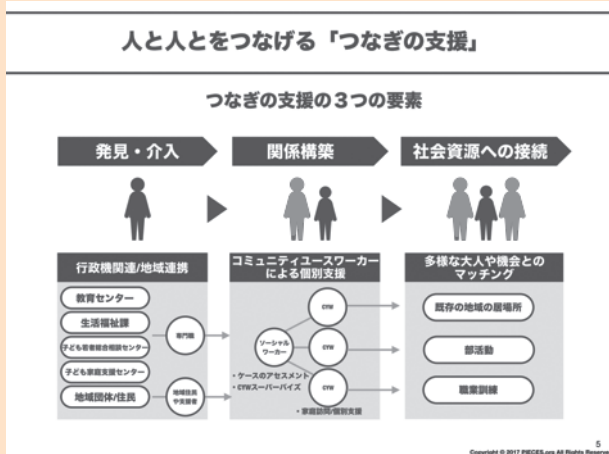 人と人とをつなげる「つなぎの支援」
つなぎの支援の３つの要素
発見・介入
関係構築
社会資源への接続
行政機関連/地域連携
教育センター
生活福祉課
子ども若者総合相談センター
子ども家庭支援センター
地域団体/住民
専門職
地域住民
や支援者
コミュニティユースワーカー
による個別支援
ソーシャル
ワーカー
CYW
CYW
CYW
・ケースのアセスメント
・CYWスーパーバイズ
・家庭訪問/個別支援
多様な大人や機会との
マッチング
既存の地域の居場所
部活動
職業訓練
5
Copyright © 2017 PIECES.org All Rights Reserve